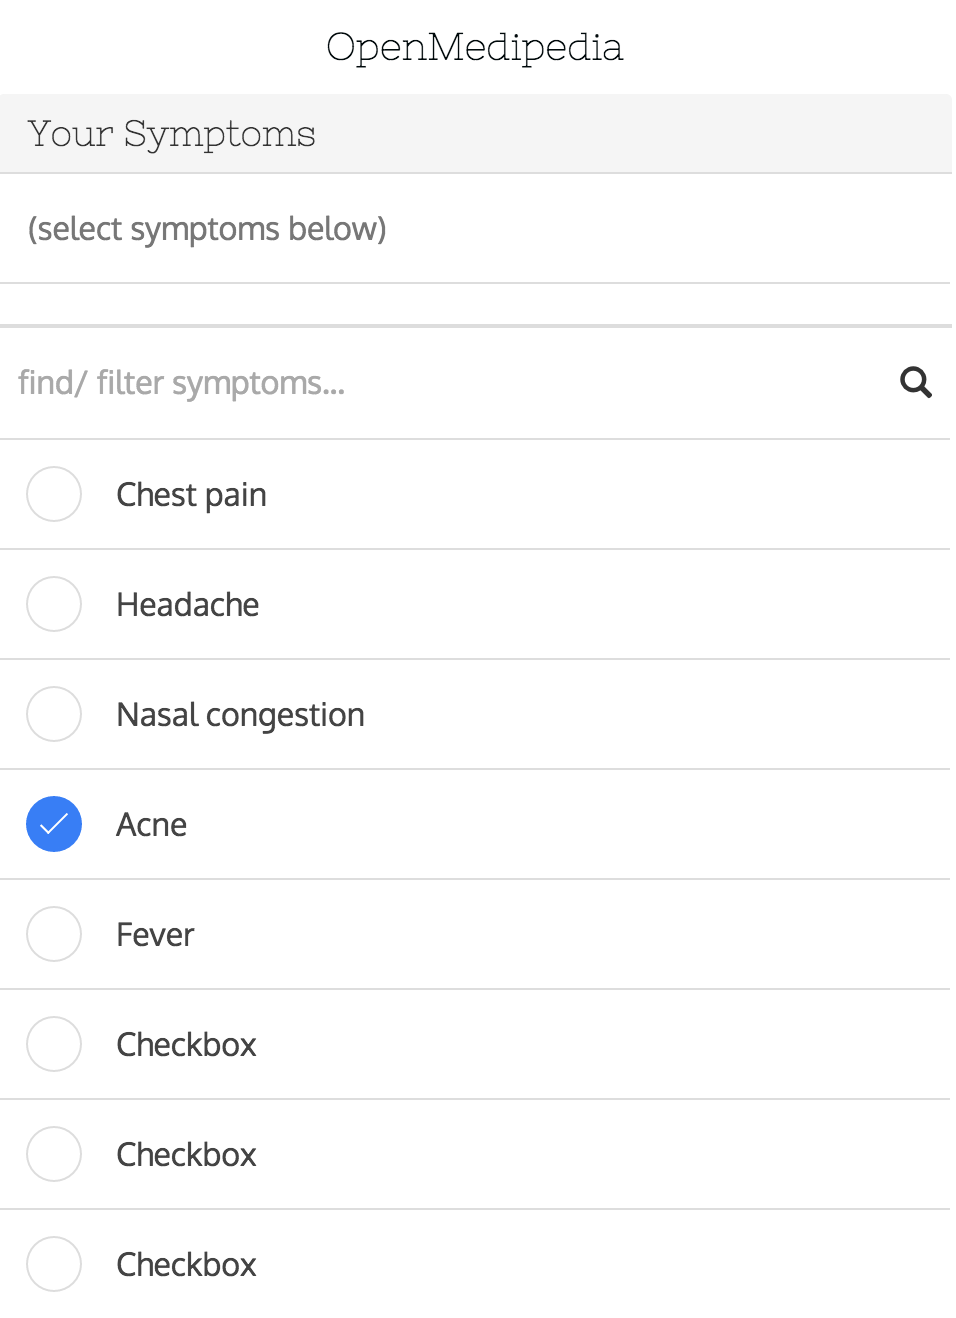 OpenMedipedia
Your Symptoms
(select symptoms below)
find/ filter symptoms...
Chest pain
Headache
Nasal congestion
Acne
Fever
Checkbox
Checkbox
Checkbox